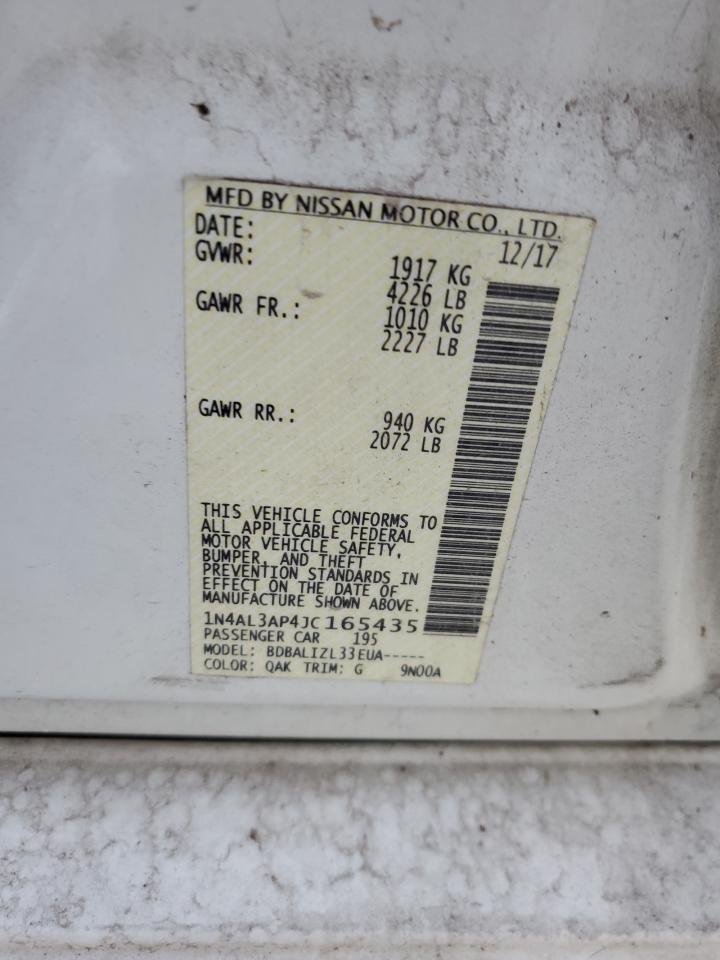 MFD BY NISSAN MOTOR CO., LTD.
DATE: 12/17
GVWR: 1917 KG
4226 LB
GAWR FR.: 1010 KG
2227 LB
GAWR RR.: 940 KG
2072 LB
THIS VEHICLE CONFORMS TO
ALL APPLICABLE FEDERAL
MOTOR VEHICLE SAFETY,
BUMPER, AND THEFT
PREVENTION STANDARDS IN
EFFECT ON THE DATE OF
MANUFACTURE SHOWN ABOVE.
1N4AL3AP4JC165435
PASSENGER CAR 195
MODEL: BDBALIZL33EUA-----
COLOR: QAK TRIM: G 9N00A